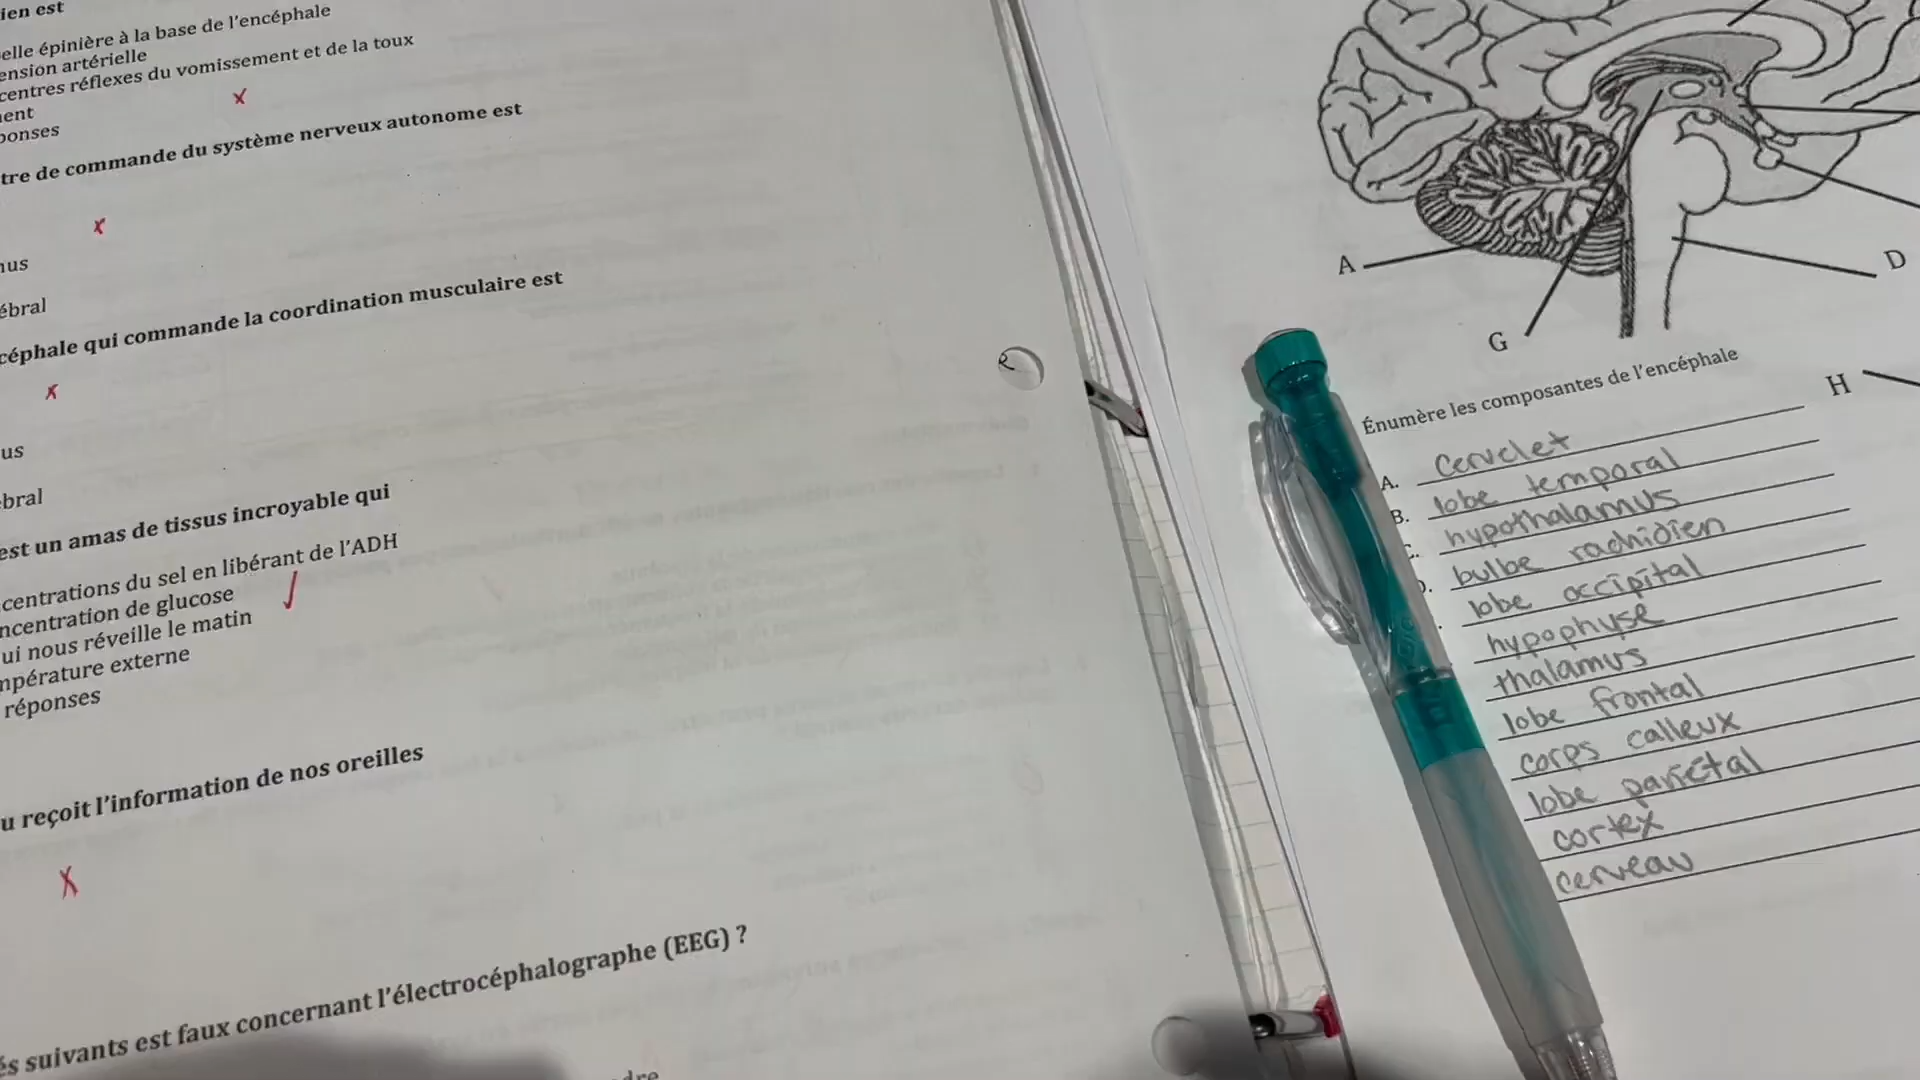 ien est
elle épinière à la base de l'encéphale
ension artérielle
centres réflexes du vomissement et de la toux
ent
ponses
tre de commande du système nerveux autonome est
us
ébral
céphale qui commande la coordination musculaire est
us
bral
est un amas de tissus incroyable qui
centrations du sel en libérant de l'ADH
ncentration de glucose
ui nous réveille le matin
mpérature externe
réponses
u reçoit l'information de nos oreilles
és suivants est faux concernant l'électrocéphalographe (EEG) ?
dre
A
D
G
H
Énumère les composantes de l'encéphale
A. cervelet
B. lobe temporal
hypothalamus
bulbe rachidien
lobe occipital
hypophyse
thalamus
lobe frontal
corps calleux
lobe pariétal
cortex
cerveau